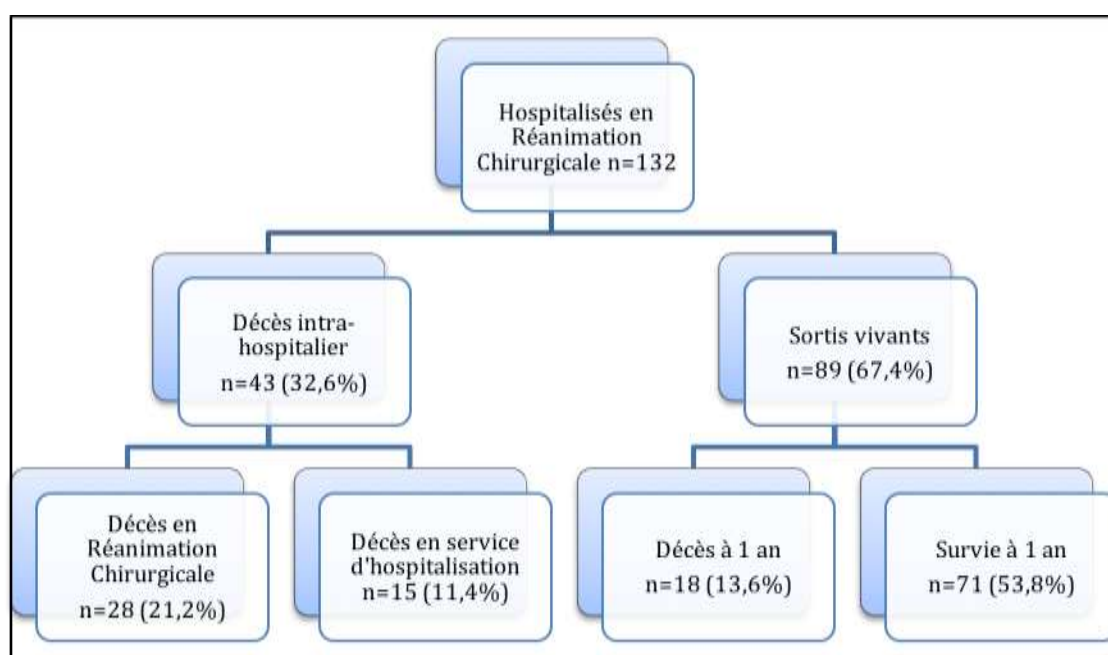 Hospitalisés en
Réanimation
Chirurgicale n=132
Décès intra-
hospitalier
n=43 (32,6%)
Sortis vivants
n=89 (67,4%)
Décès en
Réanimation
Chirurgicale
n=28 (21,2%)
Décès en service
d'hospitalisation
n=15 (11,4%)
Décès à 1 an
n=18 (13,6%)
Survie à 1 an
n=71 (53,8%)